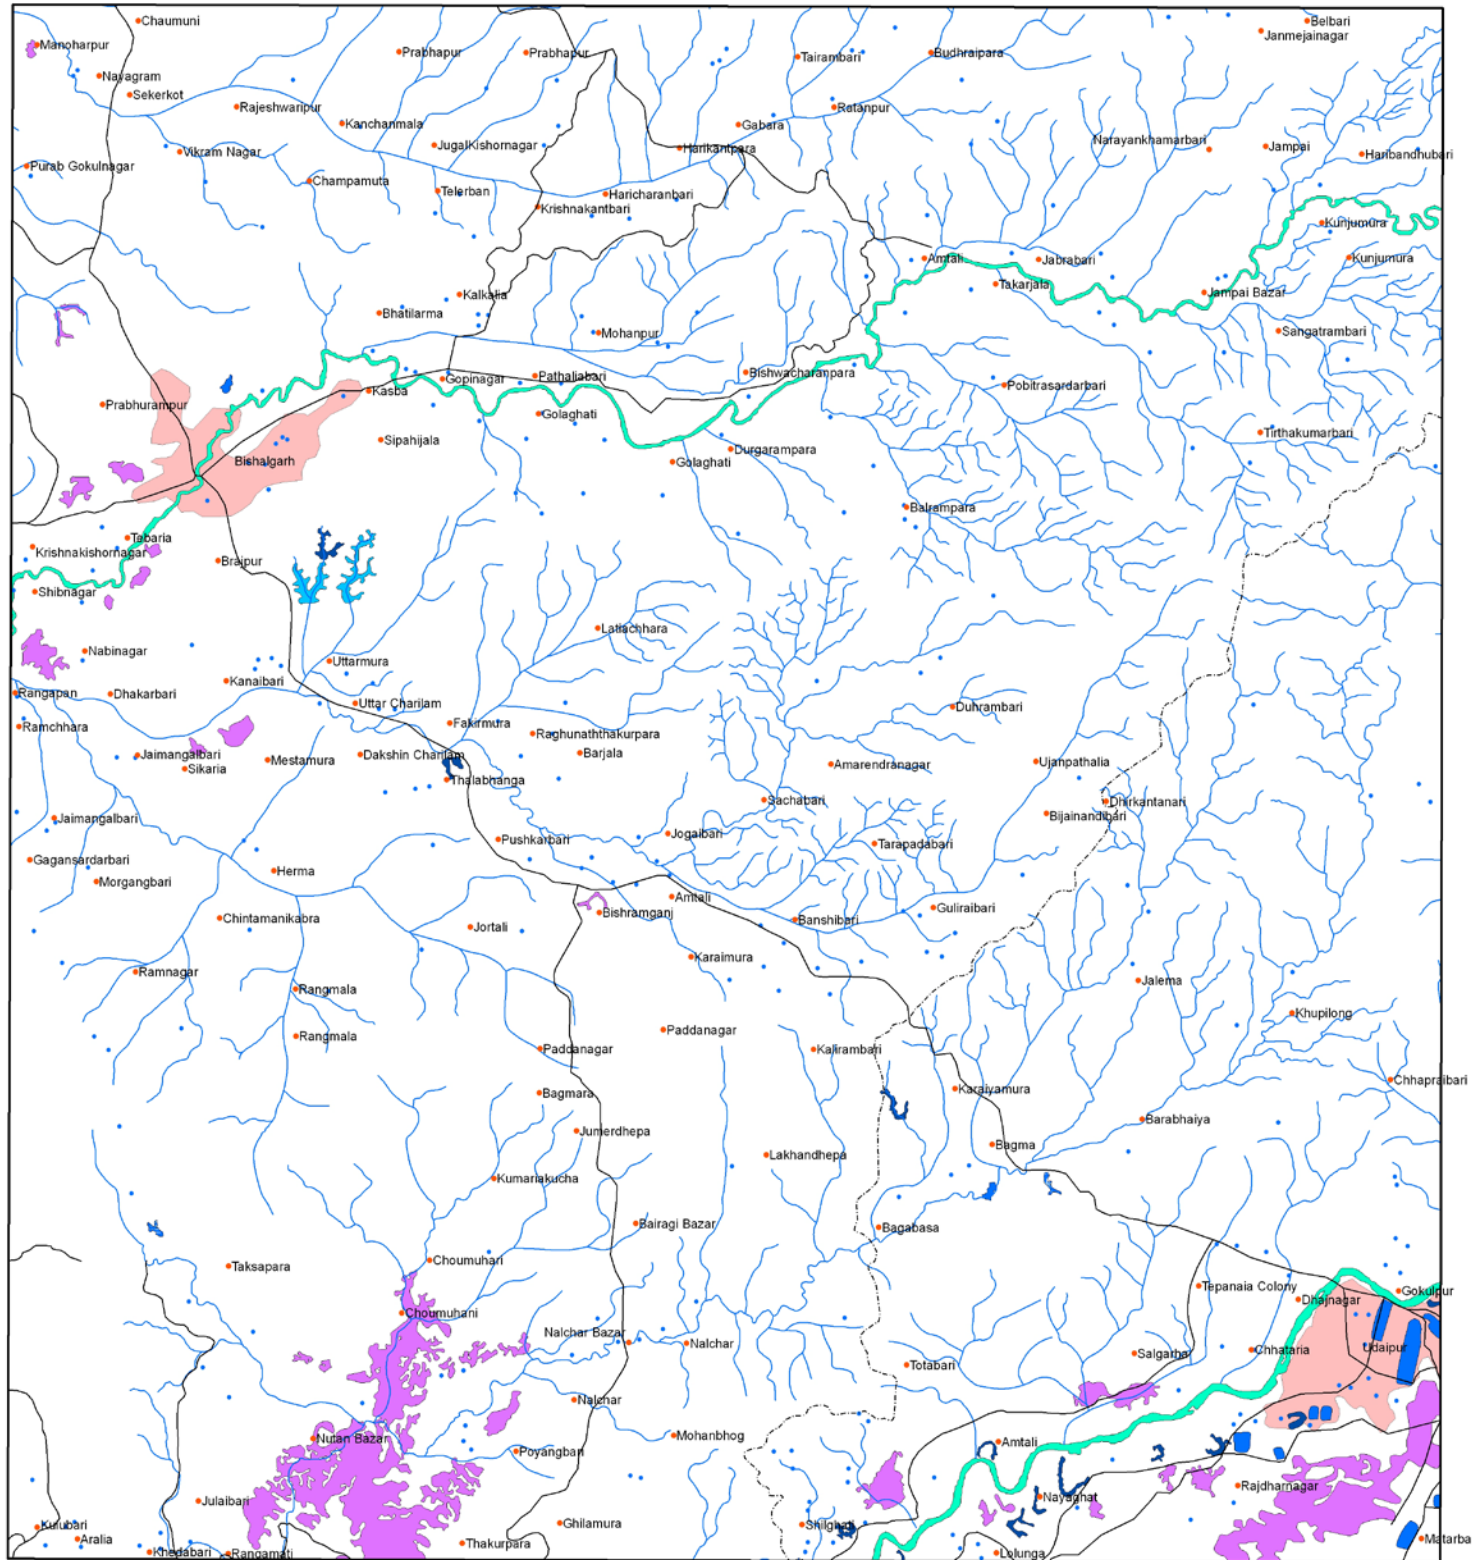 Chaumuni
Belbari
Janmejainagar
Manoharpur
Prabhapur
Prabhapur
Tairambari
Budhraipara
Nayagram
Sekerkot
Rajeshwaripur
Ratanpur
Kanchanmala
Gabara
JugalKishornagar
Harikantpara
Narayankhamarbari
Jampai
Haribandhubari
Vikram Nagar
Purab Gokulnagar
Champamuta
Telerban
Haricharanbari
Krishnakantbari
Kunjumura
Amtali
Jabrabari
Kunjumura
Takarjala
Jampai Bazar
Kalkalia
Bhatilarma
Mohanpur
Sangatrambari
Gopinagar
Pathaliabari
Bishwacharanpara
Kasba
Pobitrasardarbari
Prabhurampur
Golaghati
Sipahijala
Tirthakumarbari
Bishalgarh
Golaghati
Durgarampara
Balrampara
Tebaria
Krishnakishornagar
Brajpur
Shibnagar
Latiachhara
Nabinagar
Uttarmura
Kanaibari
Rangapan
Dhakarbari
Uttar Charilam
Duhrambari
Ramchhara
Fakirmura
Raghunaththakurpara
Jaimangalbari
Sikaria
Mestamura
Dakshin Charilam
Barjala
Amarendranagar
Ujanpathalia
Thalabhanga
Sachabari
Dhirkantanari
Bijainandibari
Jaimangalbari
Pushkarbari
Jogaibari
Tarapadabari
Gagansardarbari
Herma
Morgangbari
Amtali
Chintamanikabra
Bishramganj
Banshibari
Guliraibari
Jortali
Karaimura
Ramnagar
Rangmala
Jalema
Khupilong
Rangmala
Paddanagar
Paddanagar
Kalirambari
Karaiyamura
Chhapraibari
Bagmara
Jumerdhepa
Barabhaiya
Bagma
Lakhandhepa
Kumariakucha
Bairagi Bazar
Bagabasa
Taksapara
Choumuhari
Tepanaia Colony
Dhajnagar
Gokulpur
Choumuhani
Nalchar Bazar
Nalchar
Salgarha
Chhataria
Udaipur
Totabari
Nalchar
Nutan Bazar
Mohanbhog
Poyangbari
Amtali
Rajdharnagar
Julaibari
Nayaghat
Kulubari
Aralia
Ghilamura
Shilghati
Khedabari
Rangamati
Thakurpara
Lolunga
Matarba